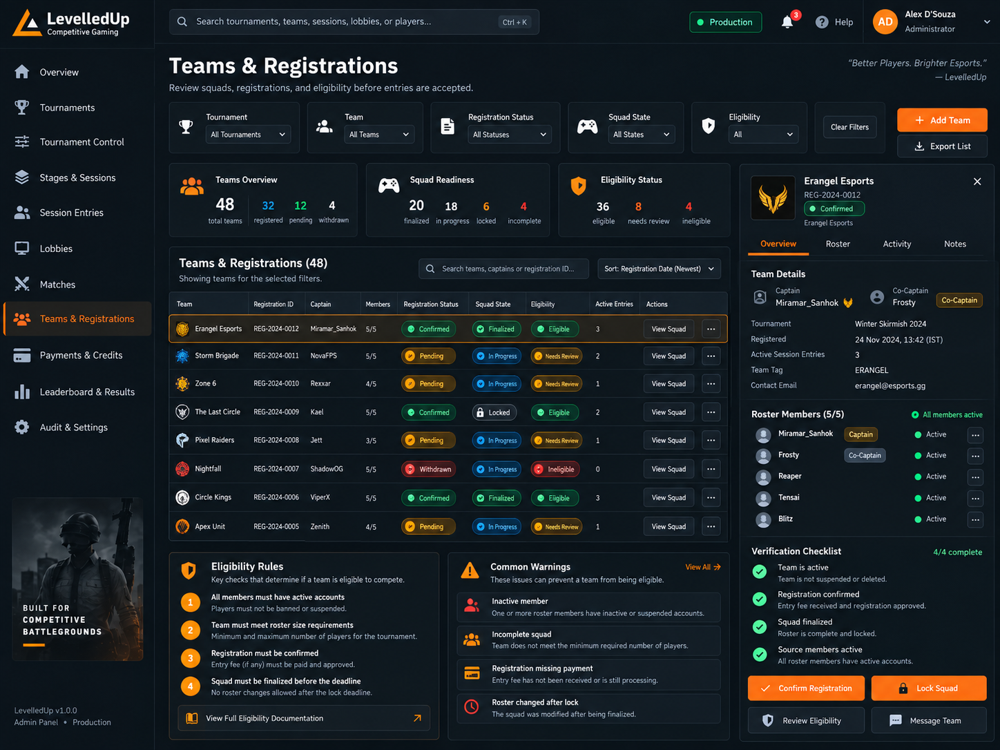 LevelledUp
Competitive Gaming
Search tournaments, teams, sessions, lobbies, or players...
Ctrl + K
Production
3
Help
AD
Alex D'Souza
Administrator
Overview
Tournaments
Tournament Control
Stages & Sessions
Session Entries
Lobbies
Matches
Teams & Registrations
Payments & Credits
Leaderboard & Results
Audit & Settings
BUILT FOR
COMPETITIVE
BATTLEGROUNDS
LevelledUp v1.0.0
Admin Panel • Production
Teams & Registrations
Review squads, registrations, and eligibility before entries are accepted.
“Better Players. Brighter Esports.”
— LevelledUp
Tournament
All Tournaments
Team
All Teams
Registration Status
All Statuses
Squad State
All States
Eligibility
All
Clear Filters
+ Add Team
Export List
Teams Overview
48 32 12 4
total teams registered pending withdrawn
Squad Readiness
20 18 6 4
finalized in progress locked incomplete
Eligibility Status
36 8 4
eligible needs review ineligible
Teams & Registrations (48)
Showing teams for the selected filters.
Search teams, captains or registration ID...
Sort: Registration Date (Newest)
Team Registration ID Captain Members Registration Status Squad State Eligibility Active Entries Actions
Erangel Esports REG-2024-0012 Miramar_Sanhok 5/5 Confirmed Finalized Eligible 3 View Squad ...
Storm Brigade REG-2024-0011 NovaFPS 5/5 Pending In Progress Needs Review 2 View Squad ...
Zone 6 REG-2024-0010 Rexxar 4/5 Pending In Progress Needs Review 1 View Squad ...
The Last Circle REG-2024-0009 Kael 5/5 Confirmed Locked Eligible 2 View Squad ...
Pixel Raiders REG-2024-0008 Jett 3/5 Pending In Progress Needs Review 1 View Squad ...
Nightfall REG-2024-0007 ShadowOG 5/5 Withdrawn In Progress Ineligible 0 View Squad ...
Circle Kings REG-2024-0006 ViperX 5/5 Confirmed Finalized Eligible 3 View Squad ...
Apex Unit REG-2024-0005 Zenith 4/5 Pending In Progress Needs Review 1 View Squad ...
Eligibility Rules
Key checks that determine if a team is eligible to compete.
1 All members must have active accounts
Players must not be banned or suspended.
2 Team must meet roster size requirements
Minimum and maximum number of players for the tournament.
3 Registration must be confirmed
Entry fee (if any) must be paid and approved.
4 Squad must be finalized before the deadline
No roster changes allowed after the lock deadline.
View Full Eligibility Documentation
Common Warnings
View All →
These issues can prevent a team from being eligible.
Inactive member
One or more roster members have inactive or suspended accounts.
Incomplete squad
Team does not meet the minimum required number of players.
Registration missing payment
Entry fee has not been received or is still processing.
Roster changed after lock
The squad was modified after being finalized.
Erangel Esports
REG-2024-0012
Confirmed
Erangel Esports
Overview Roster Activity Notes
Team Details
Captain
Miramar_Sanhok
Co-Captain
Frosty
Co-Captain
Tournament Winter Skirmish 2024
Registered 24 Nov 2024, 13:42 (IST)
Active Session Entries 3
Team Tag ERANGEL
Contact Email erangel@esports.gg
Roster Members (5/5) All members active
Miramar_Sanhok Captain Active ...
Frosty Co-Captain Active ...
Reaper Active ...
Tensai Active ...
Blitz Active ...
Verification Checklist 4/4 complete
Team is active
Team is not suspended or deleted.
Registration confirmed
Entry fee received and registration approved.
Squad finalized
Roster is complete and locked.
Source members active
All roster members have active accounts.
Confirm Registration
Lock Squad
Review Eligibility
Message Team